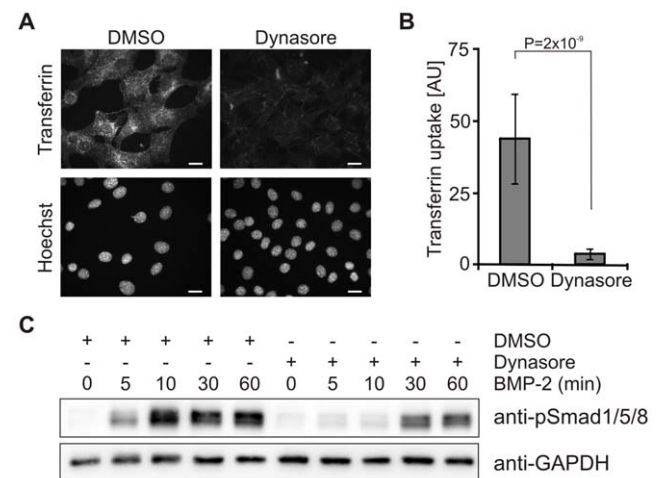 A
DMSO
Dynasore
Transferrin
Hoechst
B
P=2x10⁻⁹
Transferrin uptake [AU]
75
50
25
0
DMSO Dynasore
C
+ + + + + - - - - - DMSO
- - - - - + + + + + Dynasore
0 5 10 30 60 0 5 10 30 60 BMP-2 (min)
anti-pSmad1/5/8
anti-GAPDH